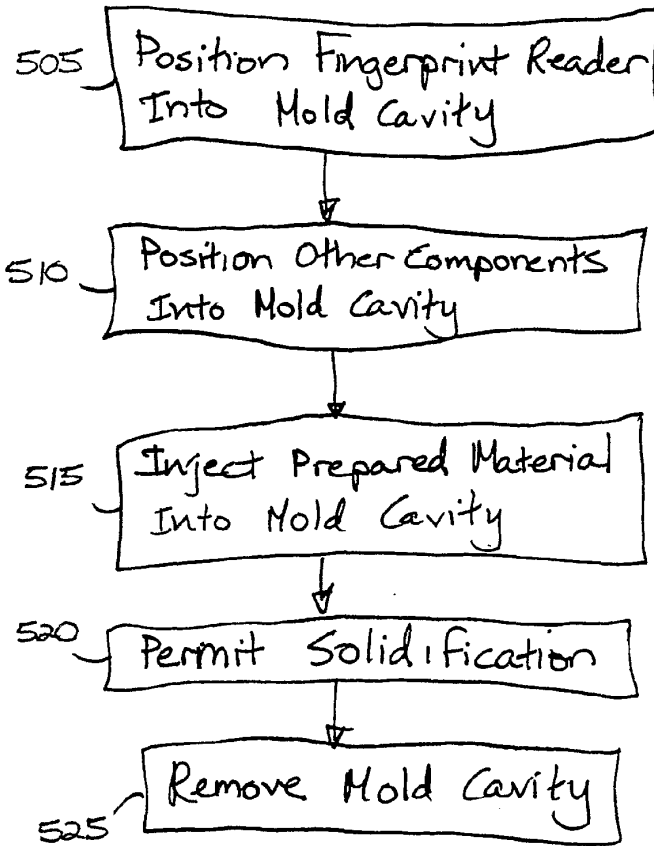 505
Position Fingerprint Reader
Into Mold Cavity
510
Position Other Components
Into Mold Cavity
515
Inject Prepared Material
Into Mold Cavity
520
Permit Solidification
Remove Mold Cavity
525